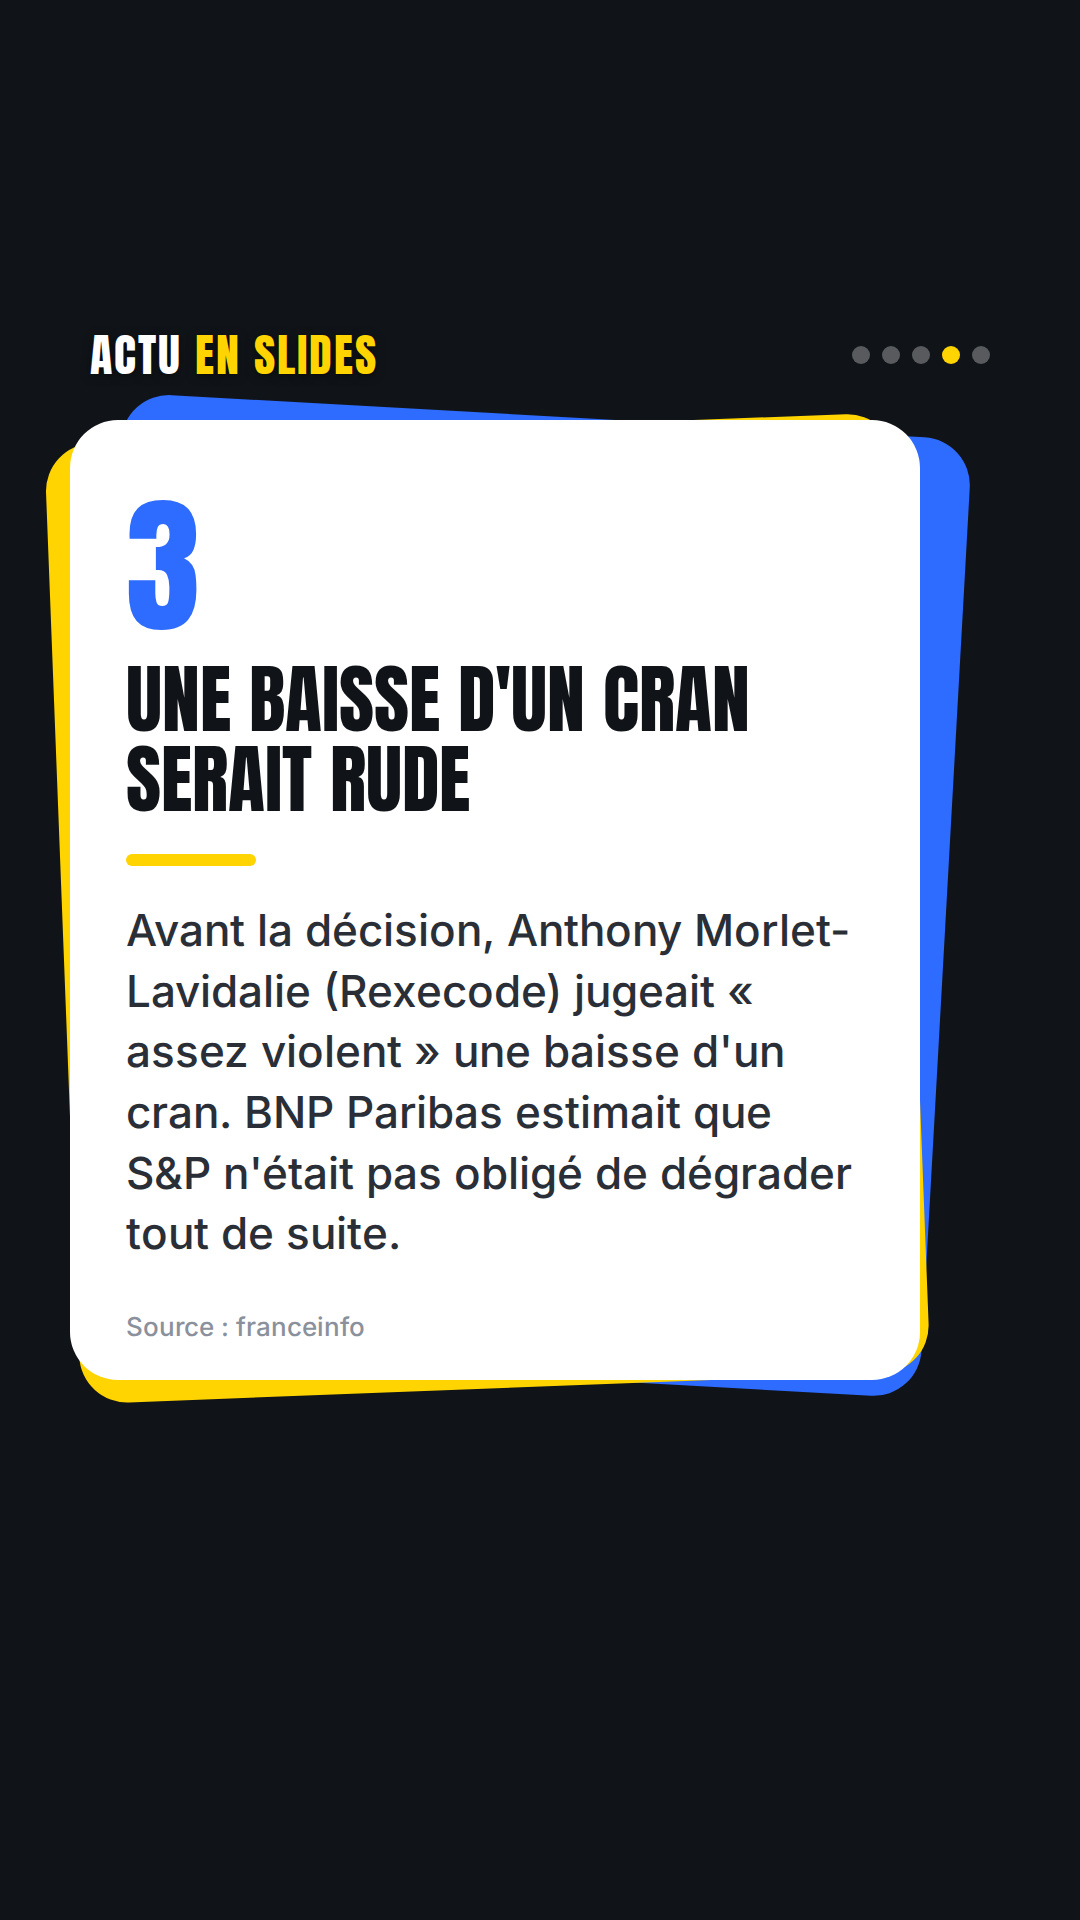 ACTU EN SLIDES
3
UNE BAISSE D'UN CRAN
SERAIT RUDE
Avant la décision, Anthony Morlet-
Lavidalie (Rexecode) jugeait «
assez violent » une baisse d'un
cran. BNP Paribas estimait que
S&P n'était pas obligé de dégrader
tout de suite.
Source : franceinfo